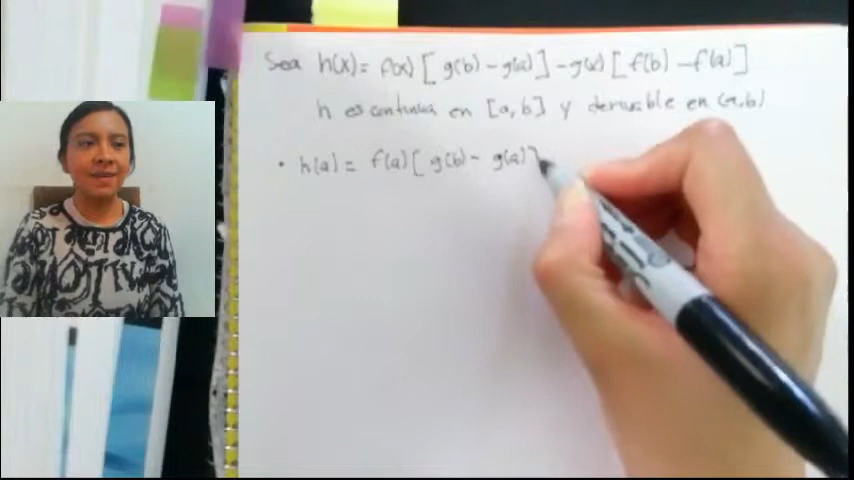 Sea h(x) = f(x) [ g(b) - g(a) ] - g(x) [ f(b) - f(a) ]
h es continua en [a, b] y derivable en (a, b)
• h(a) = f(a) [ g(b) - g(a) ]